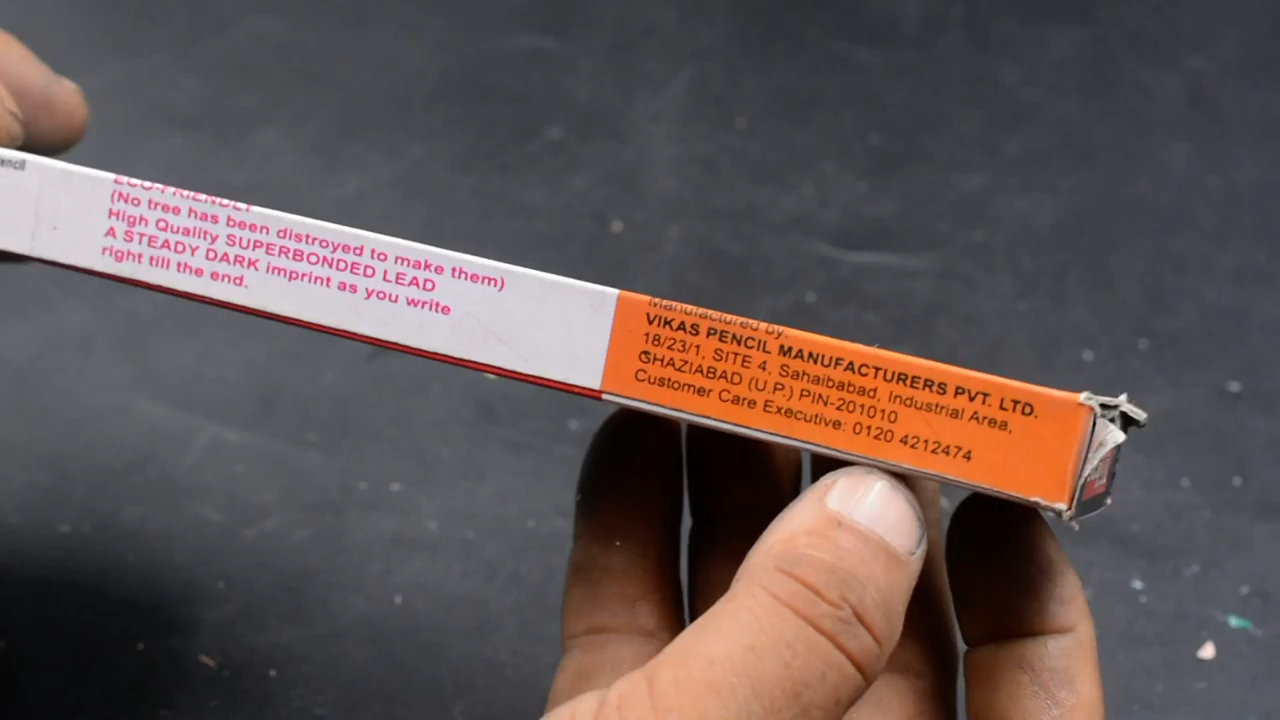 ECO-FRIENDLY
(No tree has been distroyed to make them)
High Quality SUPERBONDED LEAD
A STEADY DARK imprint as you write
right till the end.
Manufactured by:
VIKAS PENCIL MANUFACTURERS PVT. LTD.
18/23/1, SITE 4, Sahaibabad, Industrial Area,
GHAZIABAD (U.P.) PIN-201010
Customer Care Executive: 0120 4212474